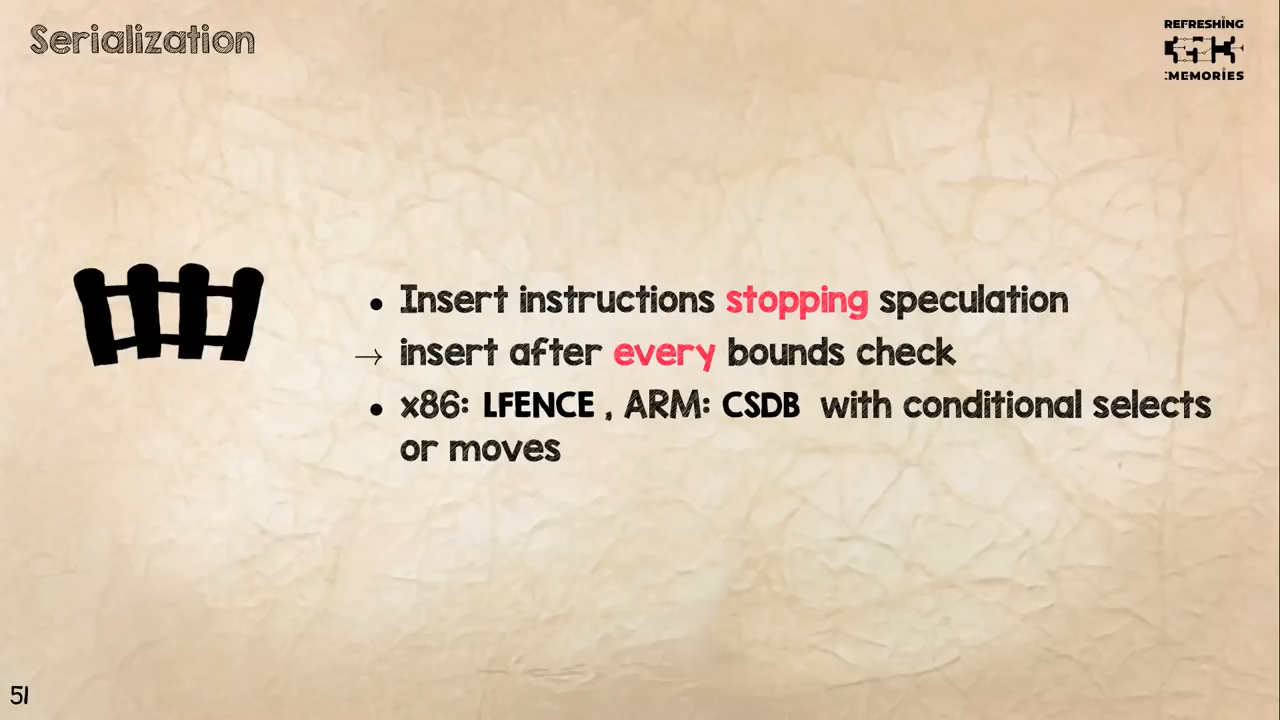 Serialization
REFRESHING
MEMORIES
• Insert instructions stopping speculation
→ insert after every bounds check
• x86: LFENCE , ARM: CSDB with conditional selects
or moves
51